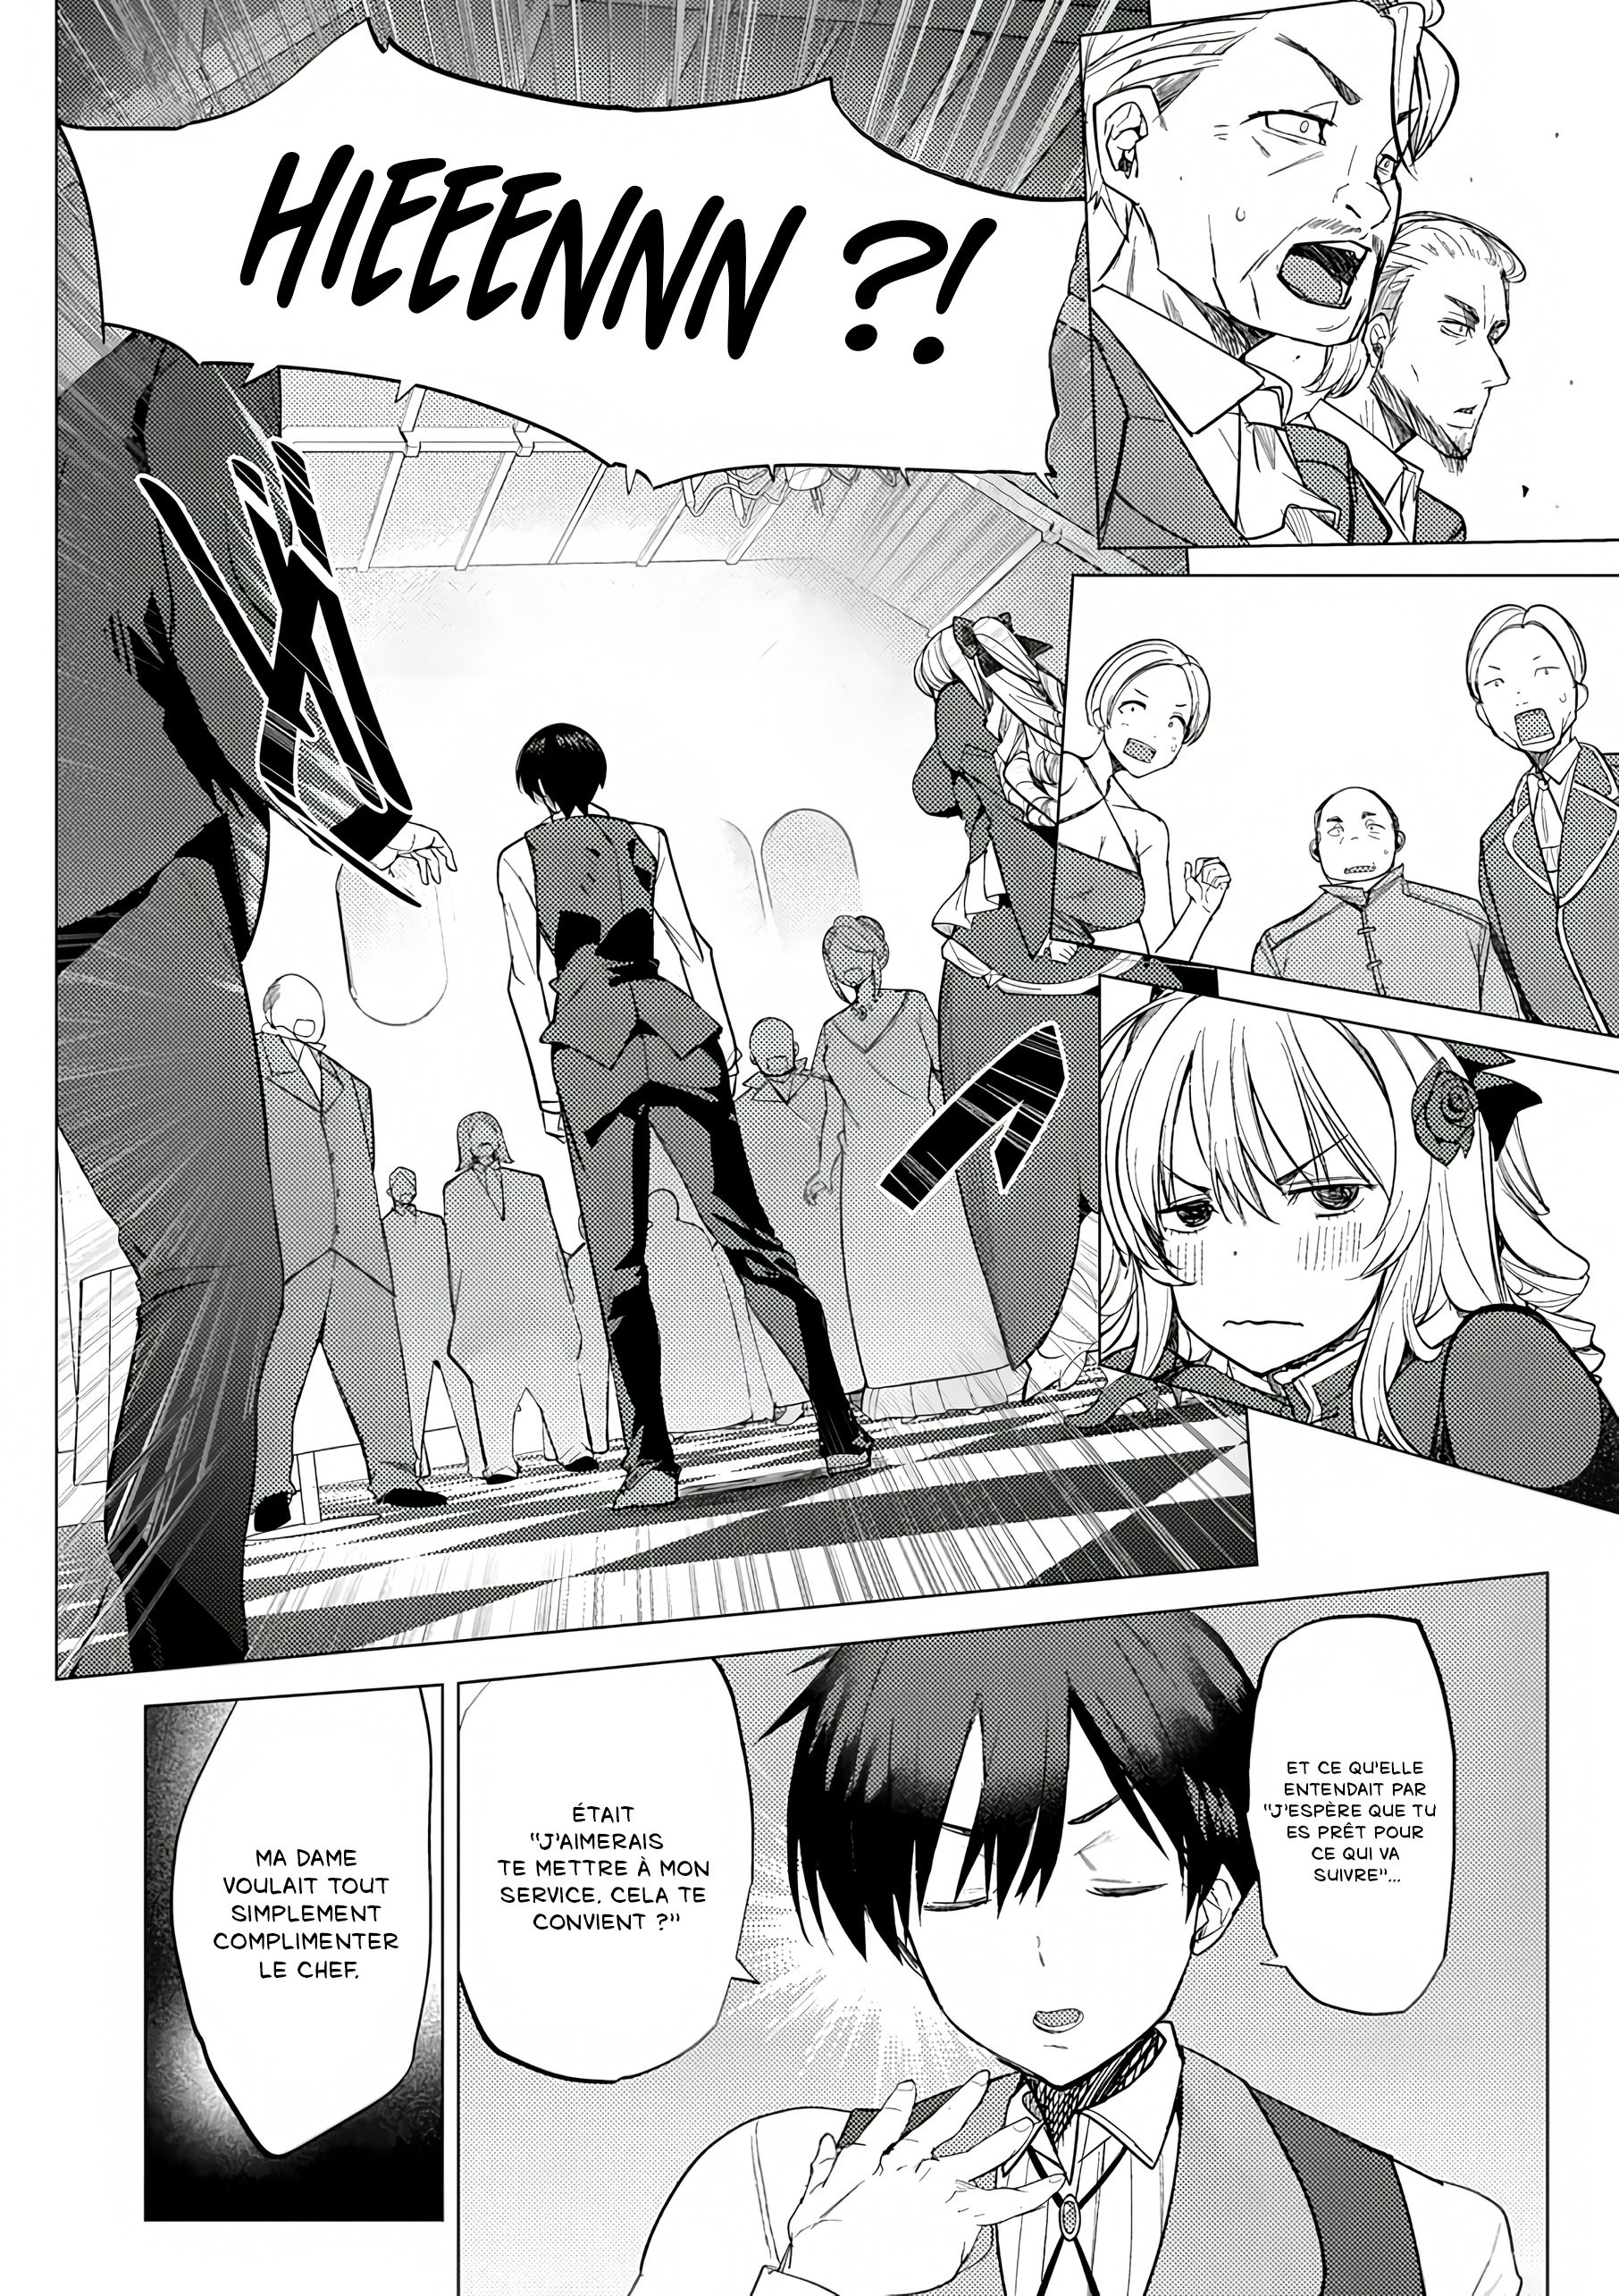 HIEEENNN ?!
ET CE QU'ELLE
ENTENDAIT PAR
"J'ESPÈRE QUE TU
ES PRÊT POUR
CE QUI VA
SUIVRE"...
ÉTAIT
"J'AIMERAIS
TE METTRE À MON
SERVICE. CELA TE
CONVIENT ?"
MA DAME
VOULAIT TOUT
SIMPLEMENT
COMPLIMENTER
LE CHEF.